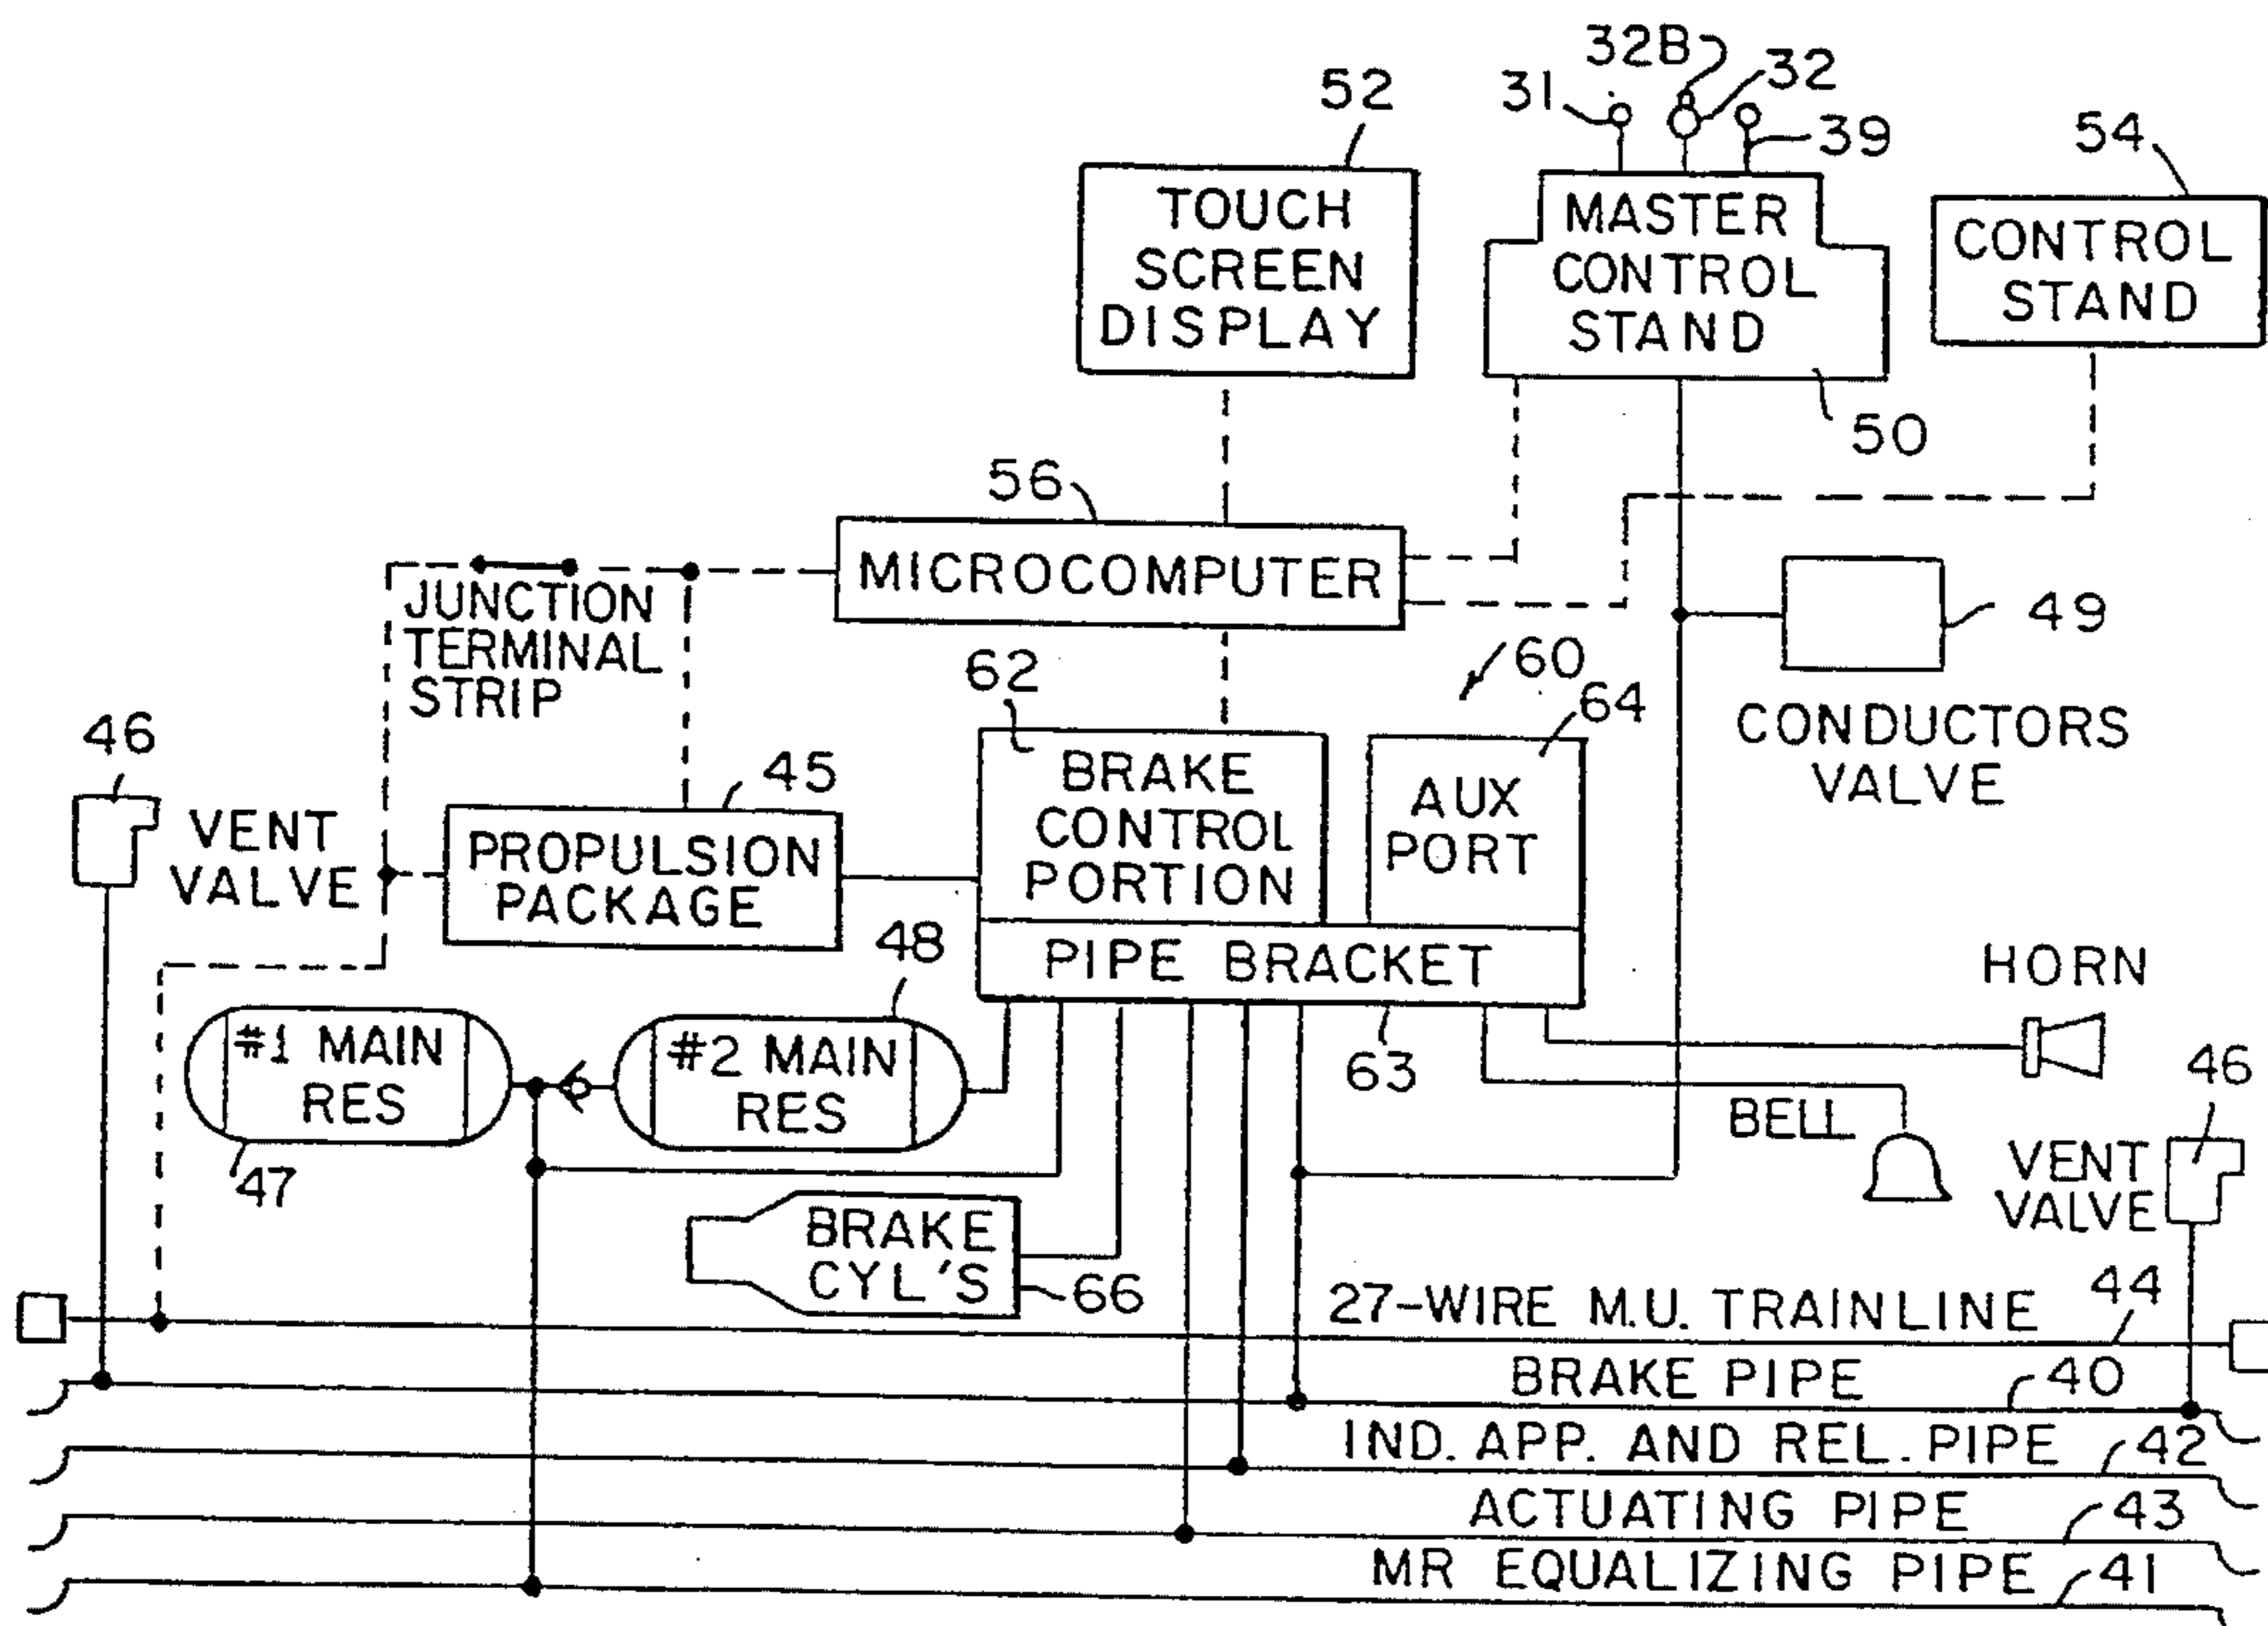 32B
31
32
52
39
54
TOUCH
SCREEN
DISPLAY
MASTER
CONTROL
STAND
CONTROL
STAND
50
56
MICROCOMPUTER
JUNCTION
TERMINAL
STRIP
49
CONDUCTORS
VALVE
60
62
64
46
VENT
VALVE
45
PROPULSION
PACKAGE
BRAKE
CONTROL
PORTION
AUX
PORT
PIPE BRACKET
48
HORN
#1 MAIN
RES
#2 MAIN
RES
63
46
47
BELL
VENT
VALVE
BRAKE
CYL'S
66
27-WIRE M.U. TRAINLINE
44
BRAKE PIPE
40
IND. APP. AND REL. PIPE
42
ACTUATING PIPE
43
MR EQUALIZING PIPE
41